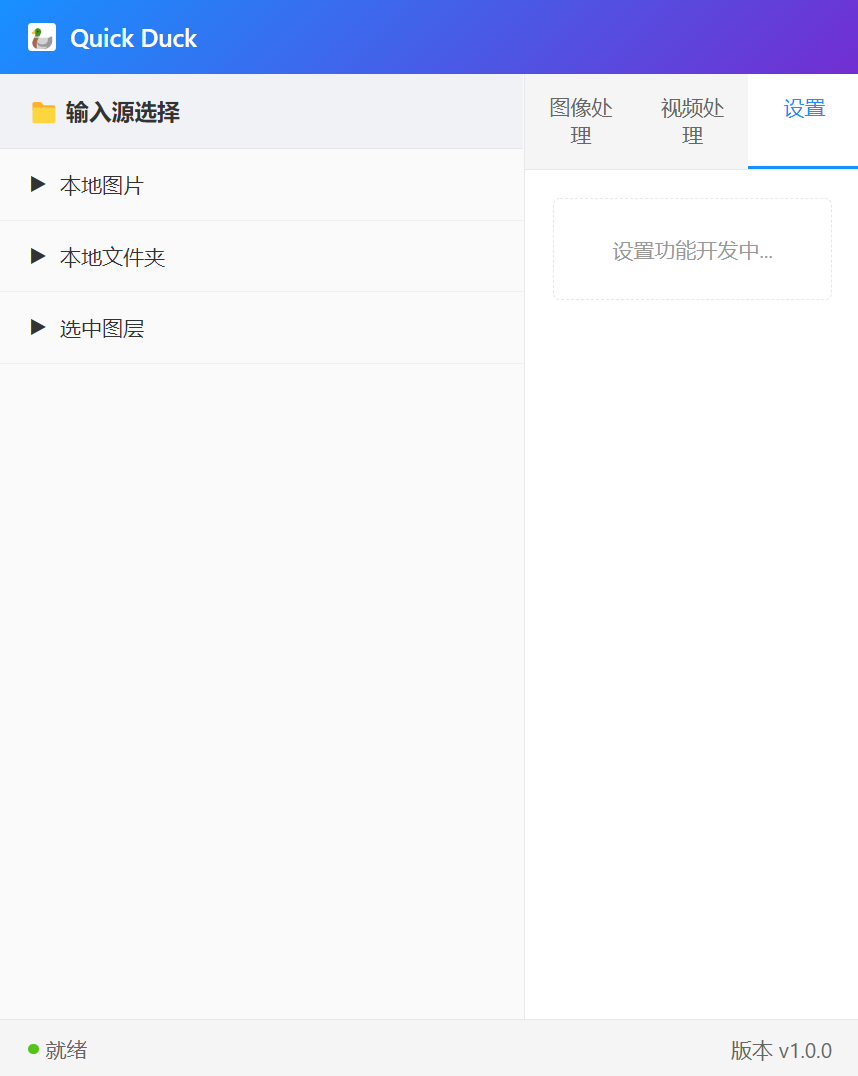 Quick Duck
输入源选择
本地图片
本地文件夹
选中图层
图像处
理
视频处
理
设置
设置功能开发中...
就绪
版本 v1.0.0